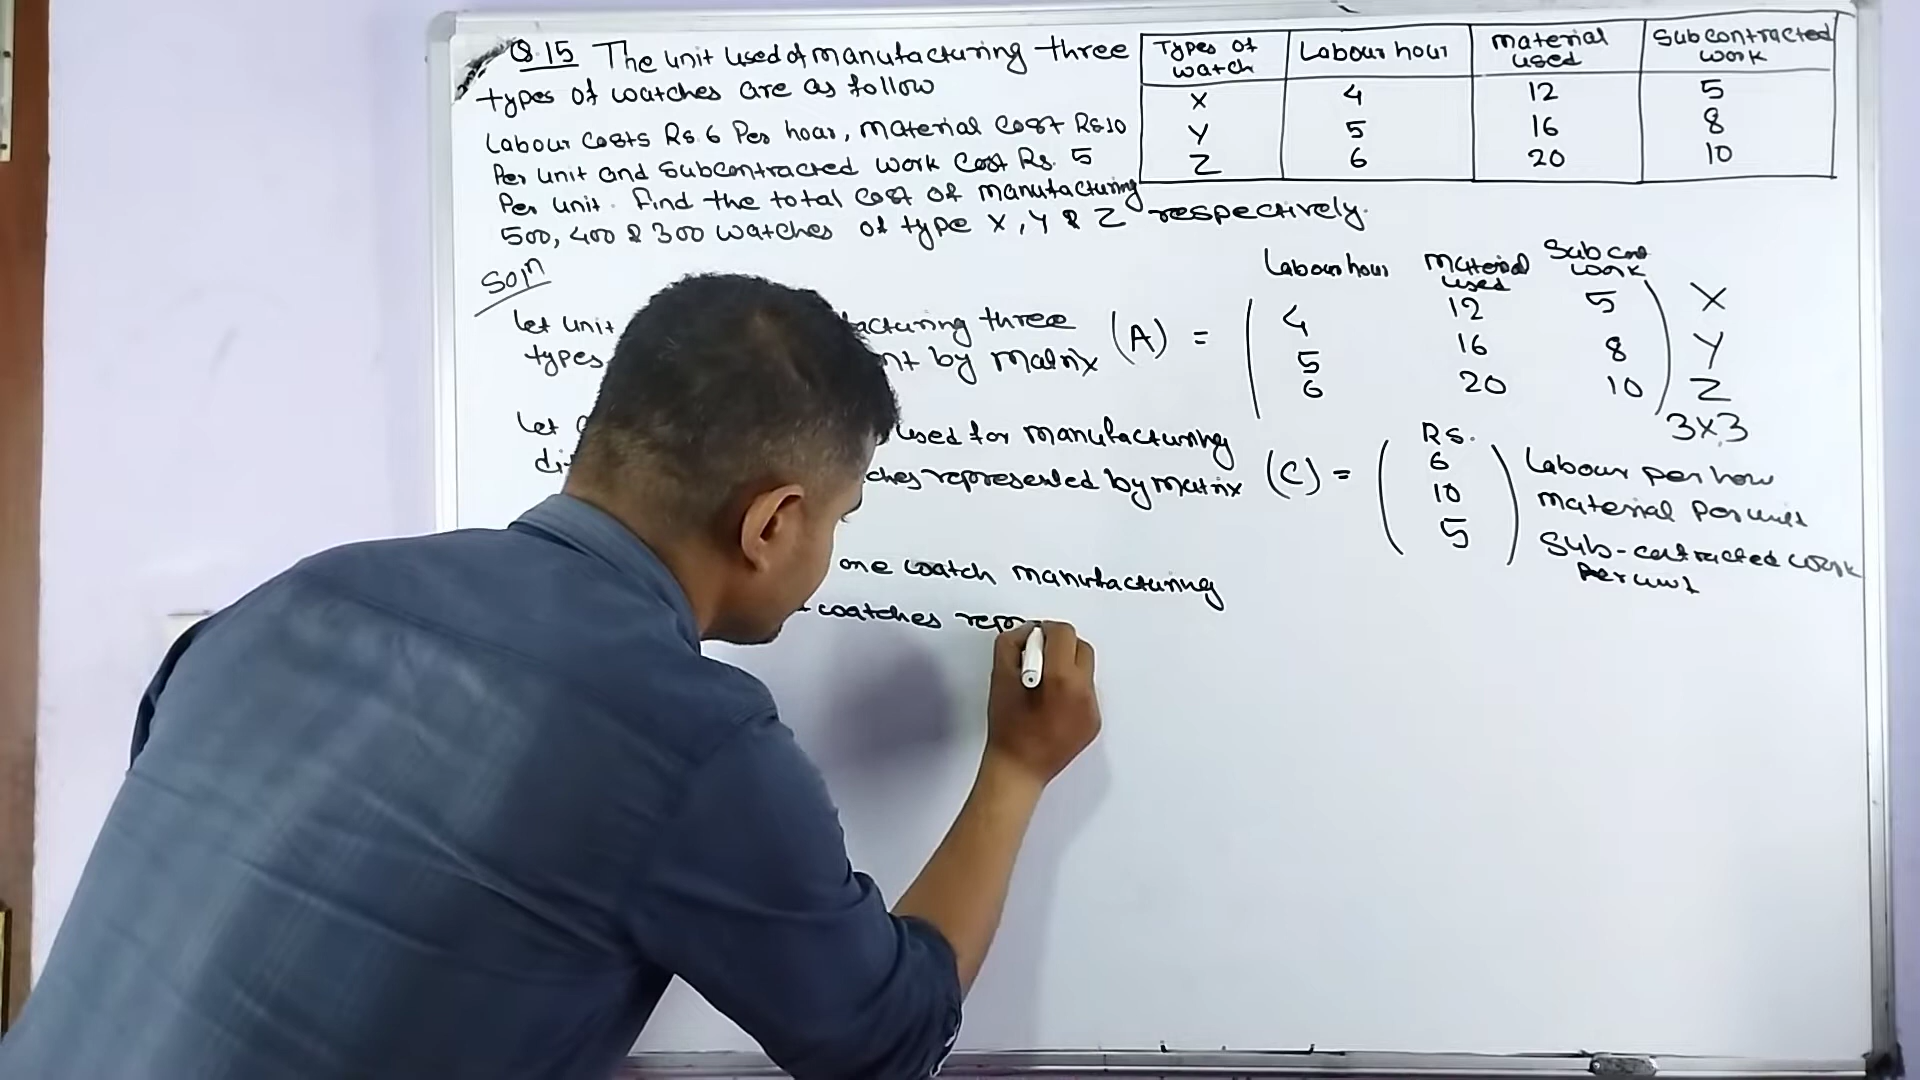 Q.15 The unit used of manufacturing three
types of watches are as follow
Labour costs Rs. 6 Per hour, Material cost Rs.10
Per unit and subcontracted work cost Rs. 5
Per unit. Find the total cost of manufacturing
500, 400 & 300 watches of type X, Y & Z respectively.
Types of watch Labour hour Material used Subcontracted work
X 4 12 5
Y 5 16 8
Z 6 20 10
Soln
Let unit acturing three
types nt by matrix (A) =
Labour hour Material used Sub cont work
4 12 5 X
5 16 8 Y
6 20 10 Z
3×3
Let used for manufacturing
ches represented by matrix (C) =
Rs.
6 Labour per hour
10 Material per unit
5 Sub-contracted work
per unit
one watch manufacturing
watches rep